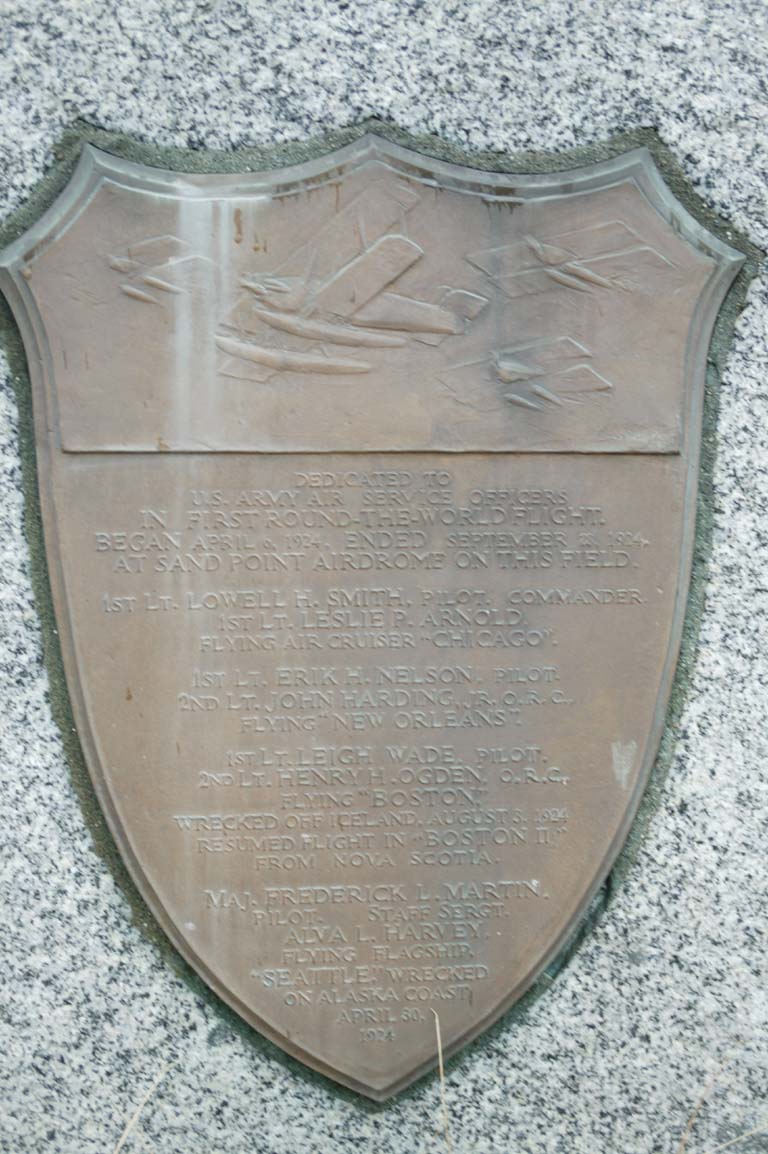 DEDICATED TO
U.S. ARMY AIR SERVICE OFFICERS
IN FIRST ROUND-THE-WORLD FLIGHT.
BEGAN APRIL 6, 1924, ENDED SEPTEMBER 28, 1924,
AT SAND POINT AIRDROME ON THIS FIELD.
1ST LT. LOWELL H. SMITH, PILOT, COMMANDER
1ST LT. LESLIE P. ARNOLD,
FLYING AIR CRUISER "CHICAGO".
1ST LT. ERIK H. NELSON, PILOT.
2ND LT. JOHN HARDING, JR. O.R.C.,
FLYING "NEW ORLEANS".
1ST LT. LEIGH WADE, PILOT.
2ND LT. HENRY H. OGDEN, O.R.C.,
FLYING "BOSTON,"
WRECKED OFF ICELAND, AUGUST 3, 1924
RESUMED FLIGHT IN "BOSTON II"
FROM NOVA SCOTIA.
MAJ. FREDERICK L. MARTIN,
PILOT. STAFF SERGT.
ALVA L. HARVEY,
FLYING FLAGSHIP,
"SEATTLE," WRECKED
ON ALASKA COAST
APRIL 30,
1924